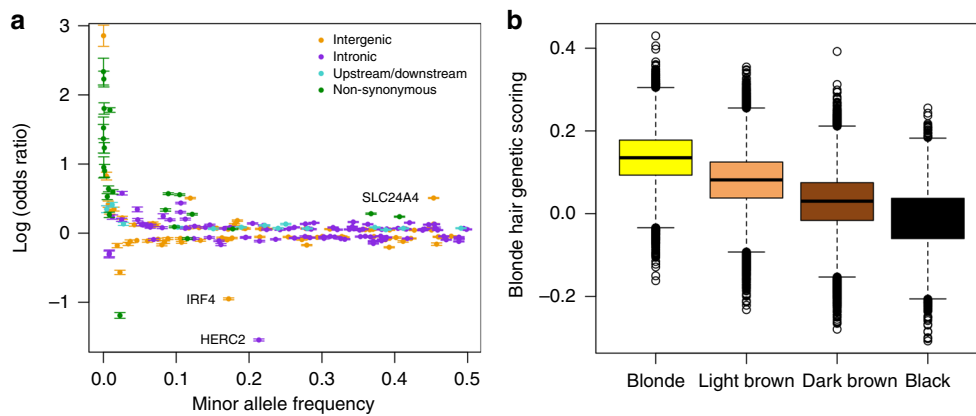 a
3
2
1
0
–1
Log (odds ratio)
Intergenic
Intronic
Upstream/downstream
Non-synonymous
SLC24A4
IRF4
HERC2
0.0 0.1 0.2 0.3 0.4 0.5
Minor allele frequency
b
0.4
0.2
0.0
–0.2
Blonde hair genetic scoring
Blonde Light brown Dark brown Black